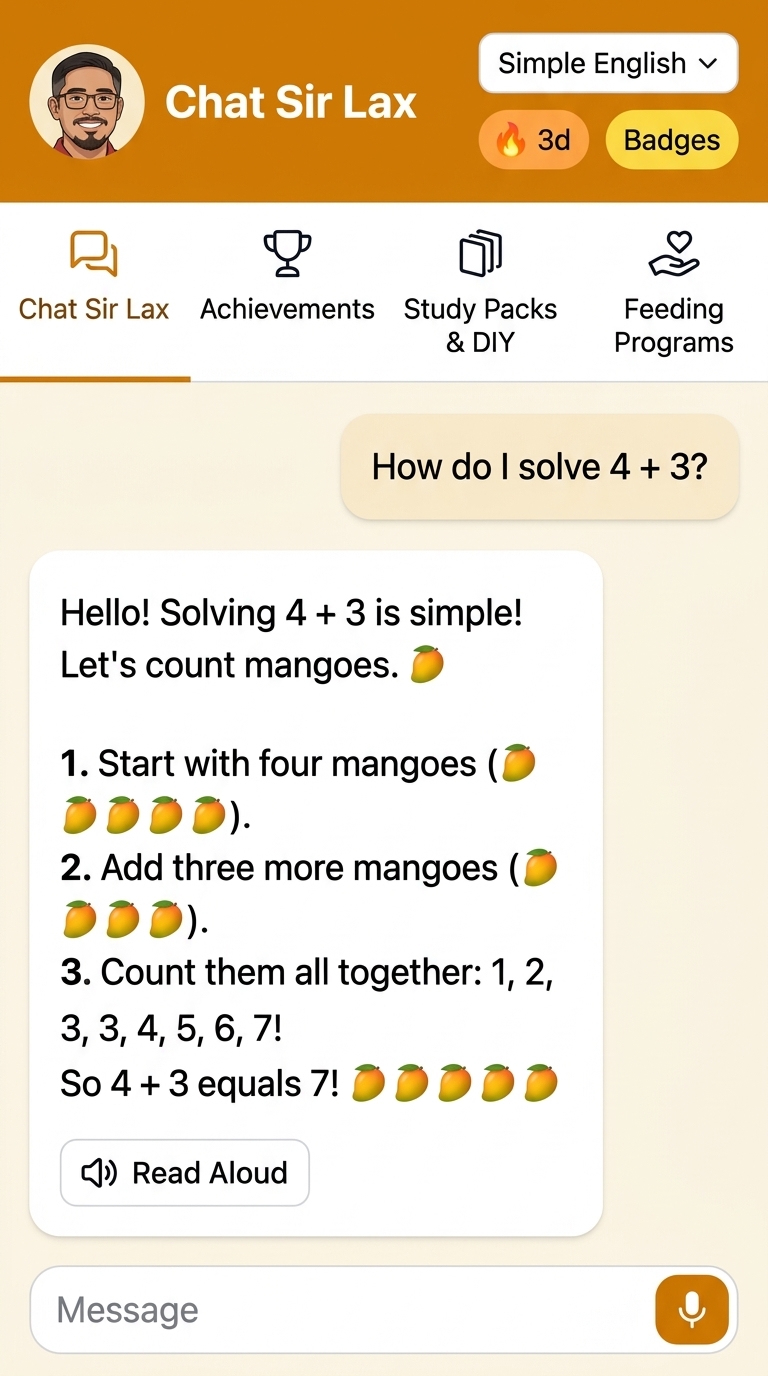 Chat Sir Lax
Simple English
🔥 3d
Badges
Chat Sir Lax
Achievements
Study Packs
& DIY
Feeding
Programs
How do I solve 4 + 3?
Hello! Solving 4 + 3 is simple!
Let's count mangoes. 🥭
1. Start with four mangoes (🥭
🥭🥭🥭🥭).
2. Add three more mangoes (🥭
🥭🥭🥭).
3. Count them all together: 1, 2,
3, 3, 4, 5, 6, 7!
So 4 + 3 equals 7! 🥭🥭🥭🥭🥭
Read Aloud
Message